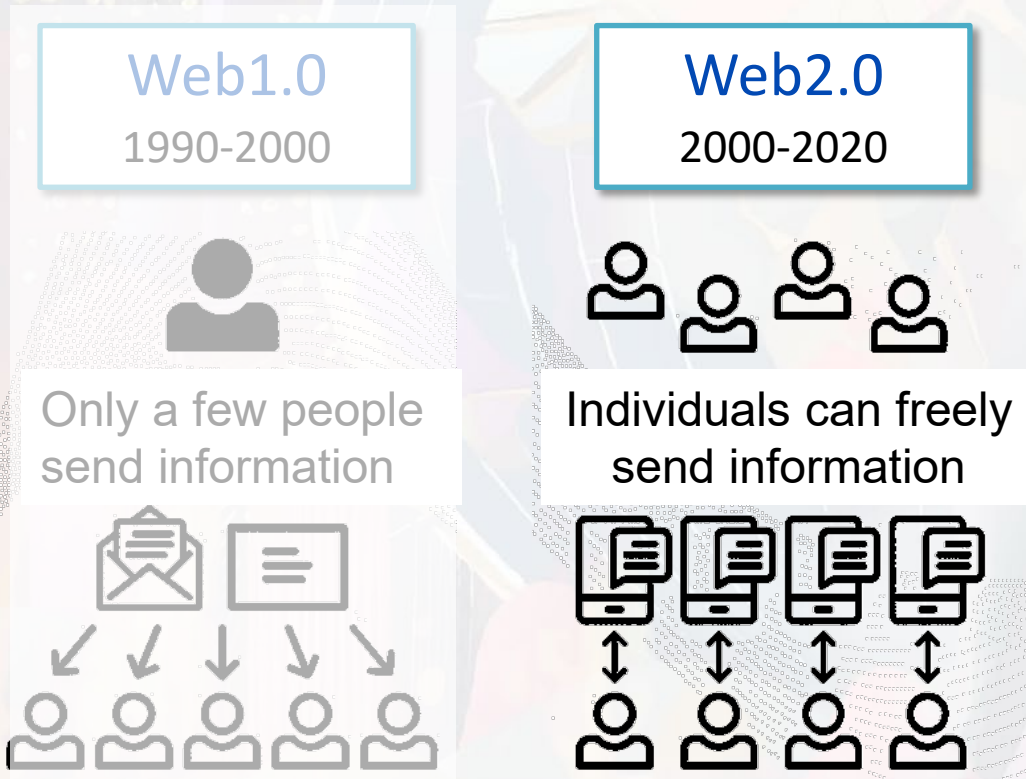 Web1.0
1990-2000
Only a few people
send information
Web2.0
2000-2020
Individuals can freely
send information